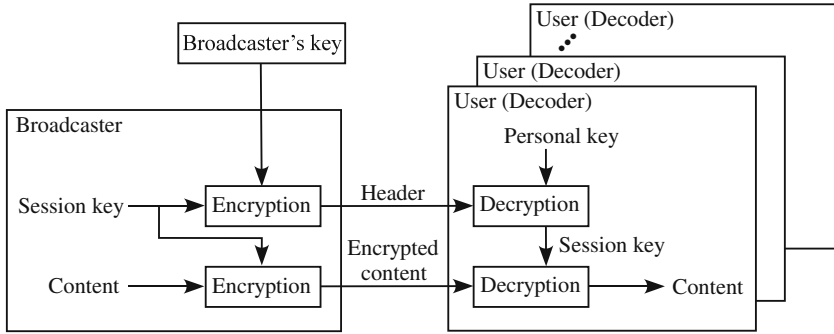 User (Decoder)
Broadcaster's key
User (Decoder)
User (Decoder)
Broadcaster
Personal key
Session key
Encryption
Header
Decryption
Session key
Encrypted
content
Content
Encryption
Decryption
Content